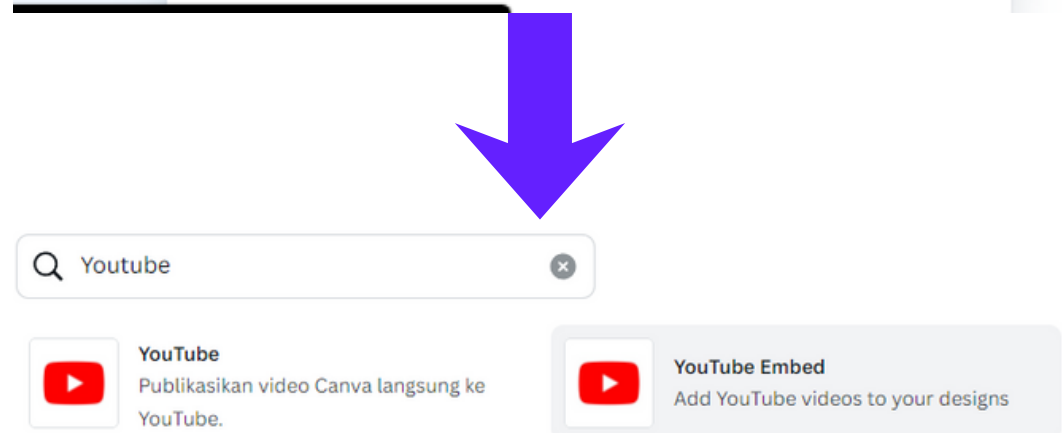 Youtube
YouTube
Publikasikan video Canva langsung ke
YouTube.
YouTube Embed
Add YouTube videos to your designs